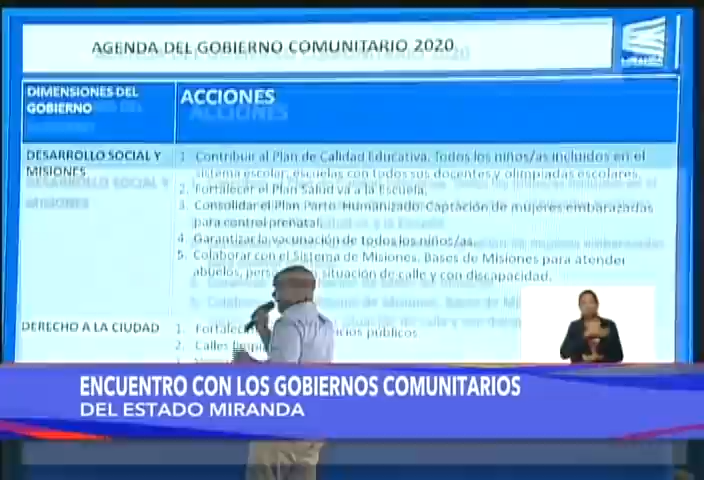 AGENDA DEL GOBIERNO COMUNITARIO 2020
MIRANDA
DIMENSIONES DEL
GOBIERNO
ACCIONES
DESARROLLO SOCIAL Y
MISIONES
1. Contribuir al Plan de Calidad Educativa. Todos los niños/as incluidos en el
sistema escolar, escuelas con todos sus docentes y olimpiadas escolares.
2. Fortalecer el Plan Salud va a la Escuela.
3. Consolidar el Plan Parto Humanizado. Captación de mujeres embarazadas
para control prenatal.
4. Garantizar la vacunación de todos los niños/as.
5. Colaborar con el Sistema de Misiones. Bases de Misiones para atender
abuelos, situación de calle y con discapacidad.
DERECHO A LA CIUDAD
1. públicos.
2. Calles
ENCUENTRO CON LOS GOBIERNOS COMUNITARIOS
DEL ESTADO MIRANDA